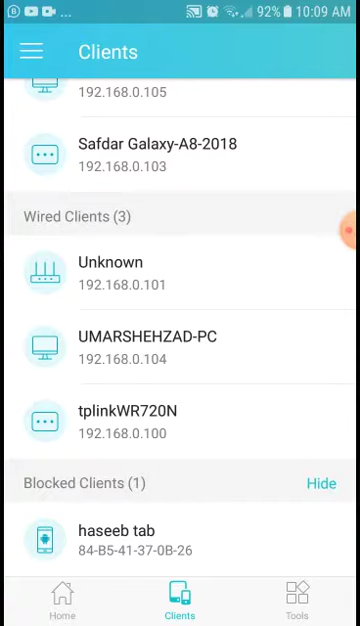 92% 10:09 AM
Clients
192.168.0.105
Safdar Galaxy-A8-2018
192.168.0.103
Wired Clients (3)
Unknown
192.168.0.101
UMARSHEHZAD-PC
192.168.0.104
tplinkWR720N
192.168.0.100
Blocked Clients (1) Hide
haseeb tab
84-B5-41-37-0B-26
Home Clients Tools